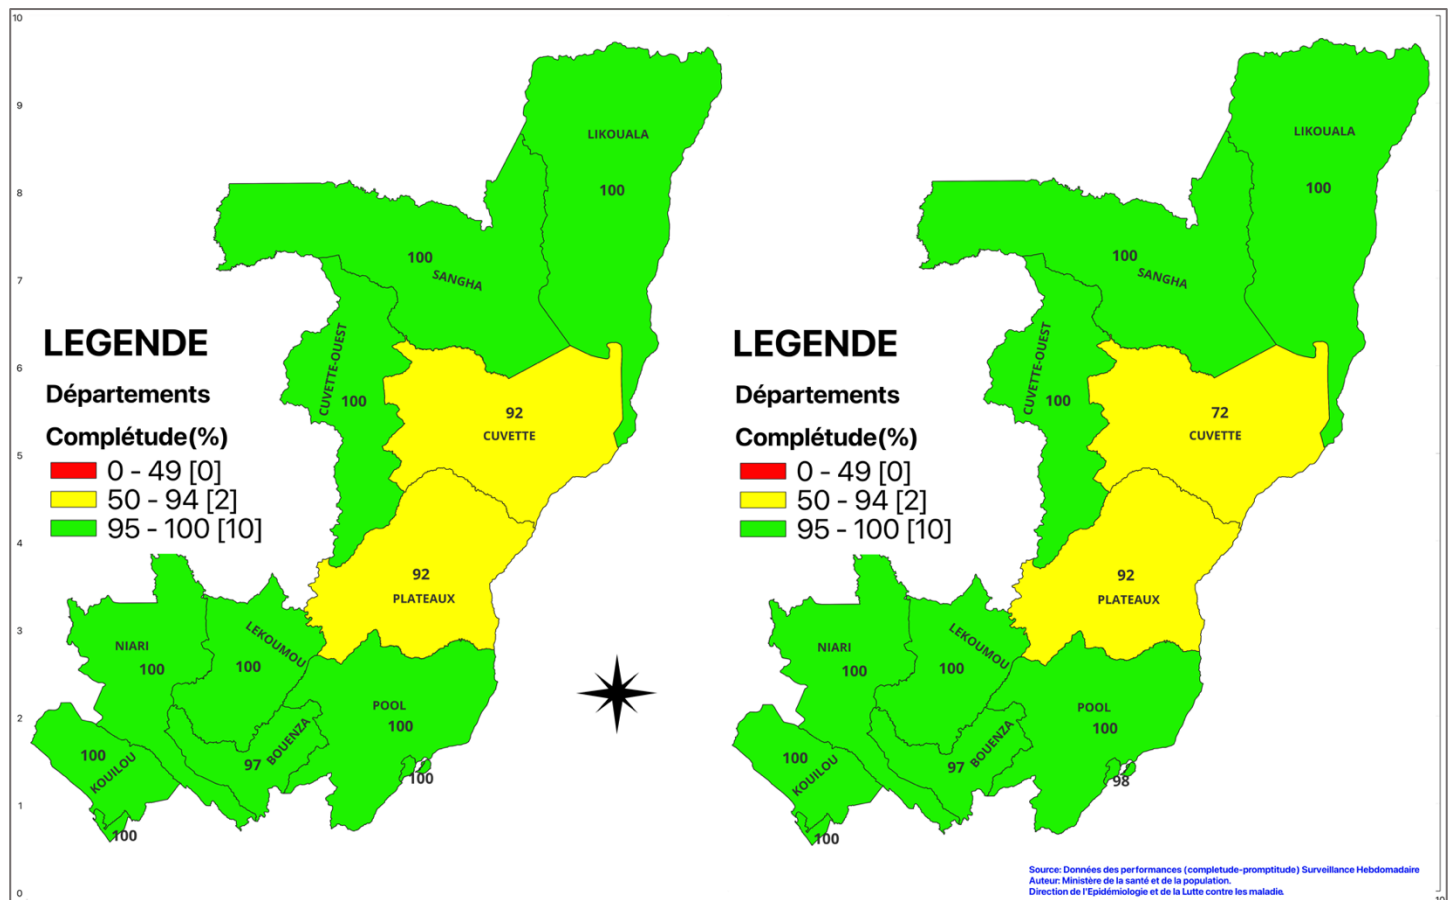 10
9
8
7
6
5
4
3
2
1
0
LIKOUALA
100
100
SANGHA
CUVETTE-OUEST
100
92
CUVETTE
92
PLATEAUX
NIARI
100
LEKOUMOU
100
POOL
100
BOUENZA
97
100
KOUILOU
100
100
LEGENDE
Départements
Complétude(%)
0 - 49 [0]
50 - 94 [2]
95 - 100 [10]
LIKOUALA
100
100
SANGHA
CUVETTE-OUEST
100
72
CUVETTE
92
PLATEAUX
NIARI
100
LEKOUMOU
100
POOL
100
BOUENZA
97
100
KOUILOU
98
100
LEGENDE
Départements
Complétude(%)
0 - 49 [0]
50 - 94 [2]
95 - 100 [10]
Source: Données des performances (completude-promptitude) Surveillance Hebdomadaire
Auteur: Ministère de la santé et de la population.
Direction de l'Epidémiologie et de la Lutte contre les maladie.
10